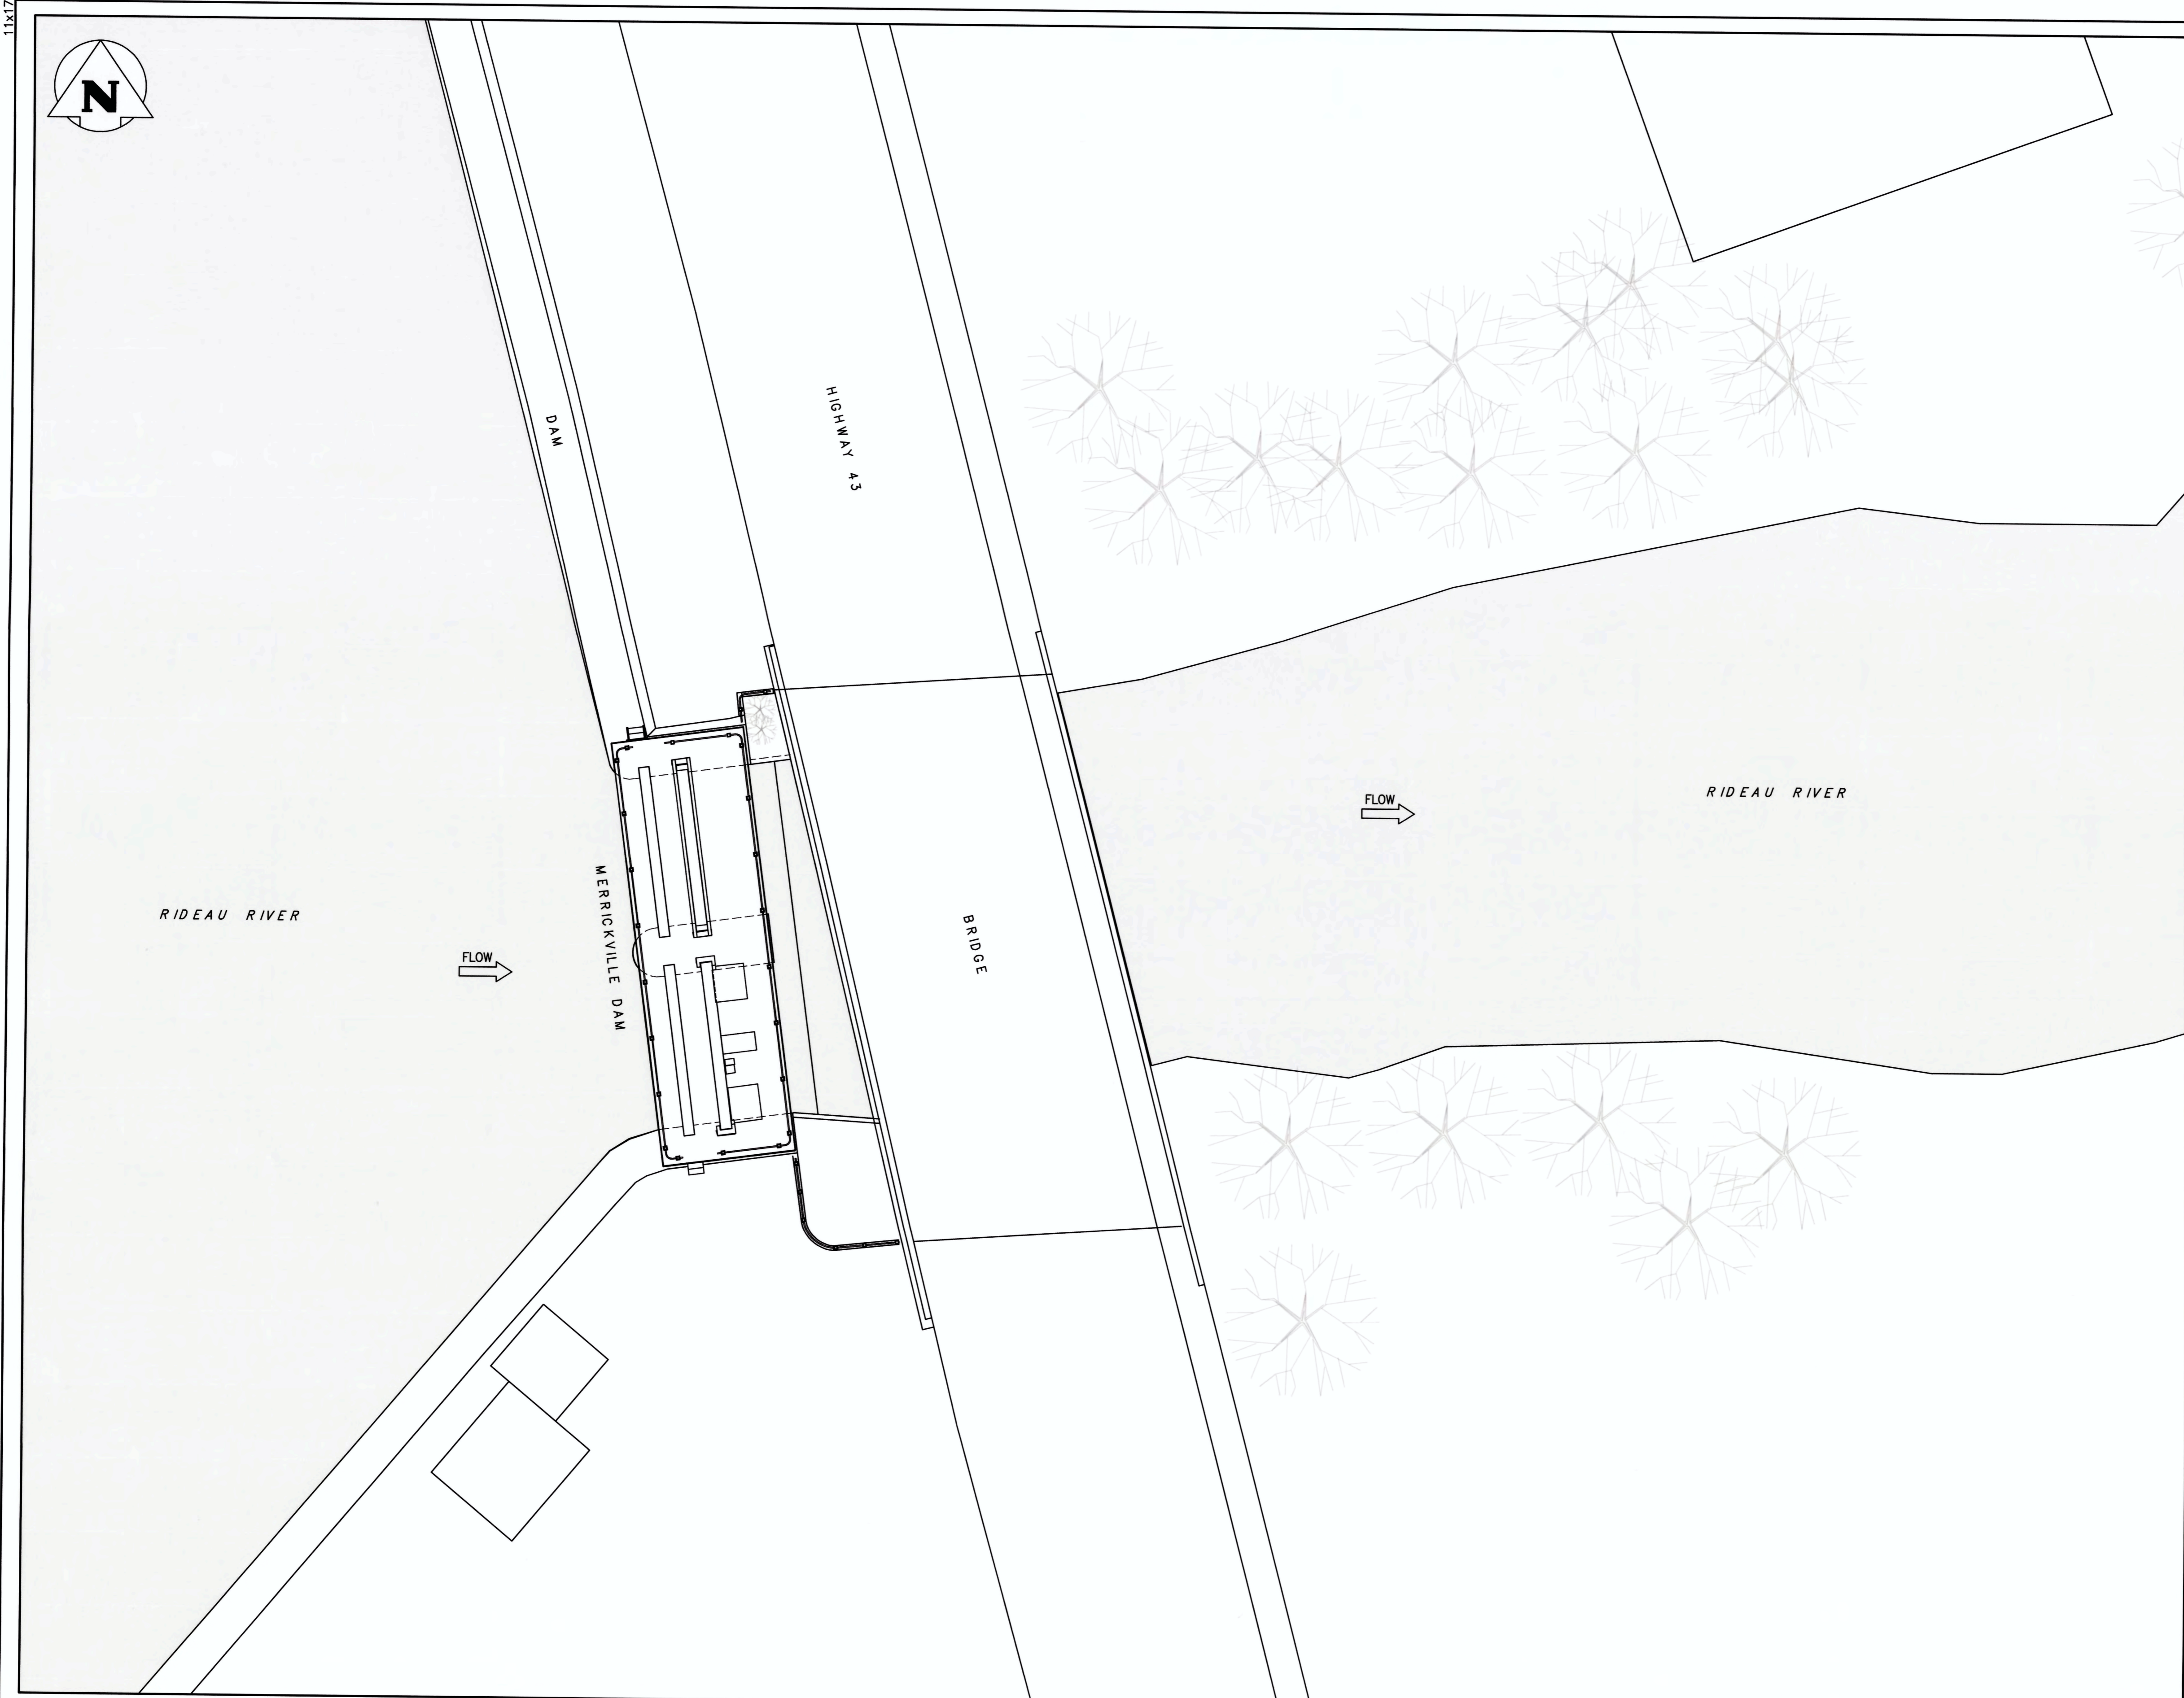 11x17
N
DAM
HIGHWAY 43
RIDEAU RIVER
FLOW
MERRICKVILLE DAM
BRIDGE
FLOW
RIDEAU RIVER